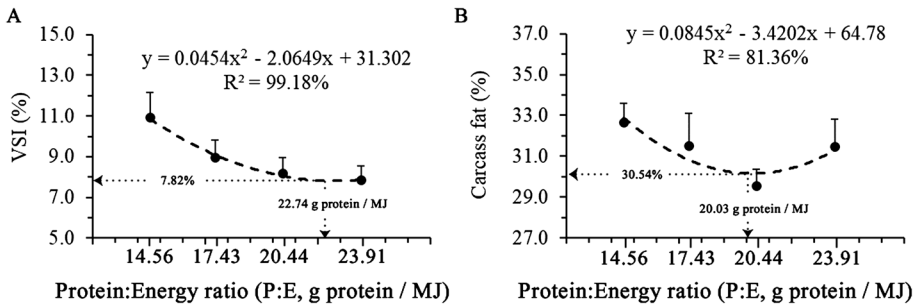 A
y = 0.0454x² - 2.0649x + 31.302
R² = 99.18%
VSI (%)
15.0
13.0
11.0
9.0
7.0
5.0
7.82%
22.74 g protein / MJ
14.56 17.43 20.44 23.91
Protein:Energy ratio (P:E, g protein / MJ)
B
y = 0.0845x² - 3.4202x + 64.78
R² = 81.36%
Carcass fat (%)
37.0
35.0
33.0
31.0
29.0
27.0
30.54%
20.03 g protein / MJ
14.56 17.43 20.44 23.91
Protein:Energy ratio (P:E, g protein / MJ)